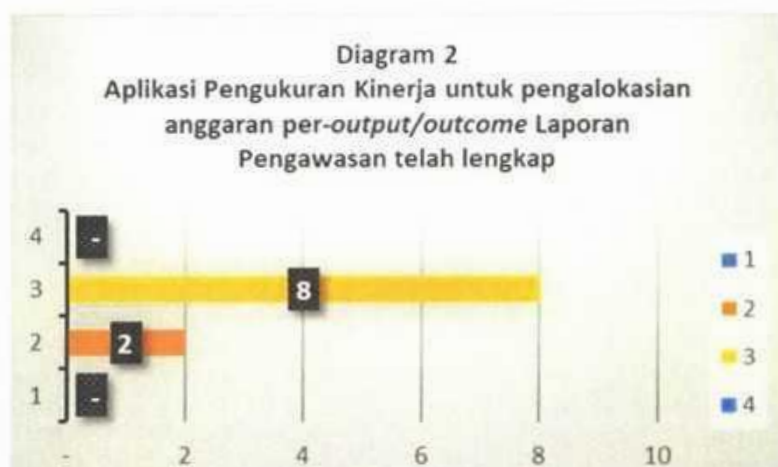 Diagram 2
Aplikasi Pengukuran Kinerja untuk pengalokasian
anggaran per-output/outcome Laporan
Pengawasan telah lengkap
4 -
3 8
2 2
1 -
- 2 4 6 8 10
1
2
3
4